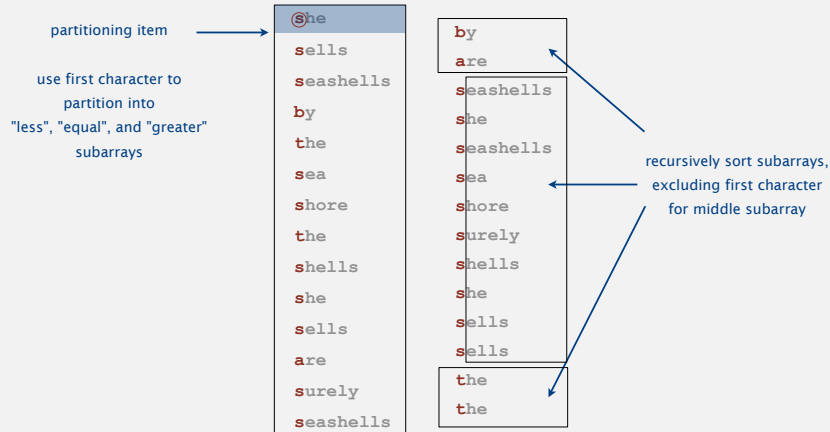 partitioning item
use first character to
partition into
"less", "equal", and "greater"
subarrays
she
sells
seashells
by
the
sea
shore
the
shells
she
sells
are
surely
seashells
by
are
seashells
she
seashells
sea
shore
surely
shells
she
sells
sells
the
the
recursively sort subarrays,
excluding first character
for middle subarray